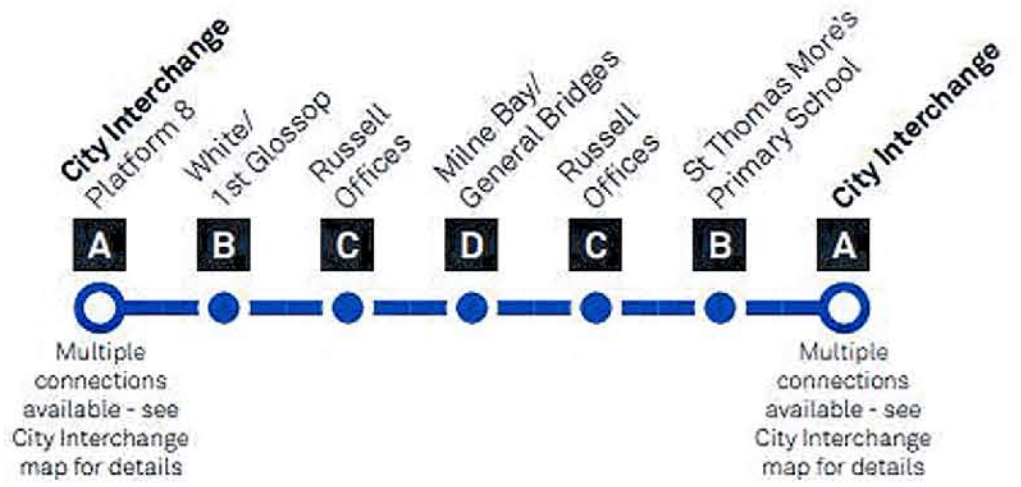 City Interchange
Platform 8
White/
1st Glossop
Russell
Offices
Milne Bay/
General Bridges
Russell
Offices
St Thomas More's
Primary School
City Interchange
A
B
C
D
C
B
A
Multiple
connections
available - see
City Interchange
map for details
Multiple
connections
available - see
City Interchange
map for details